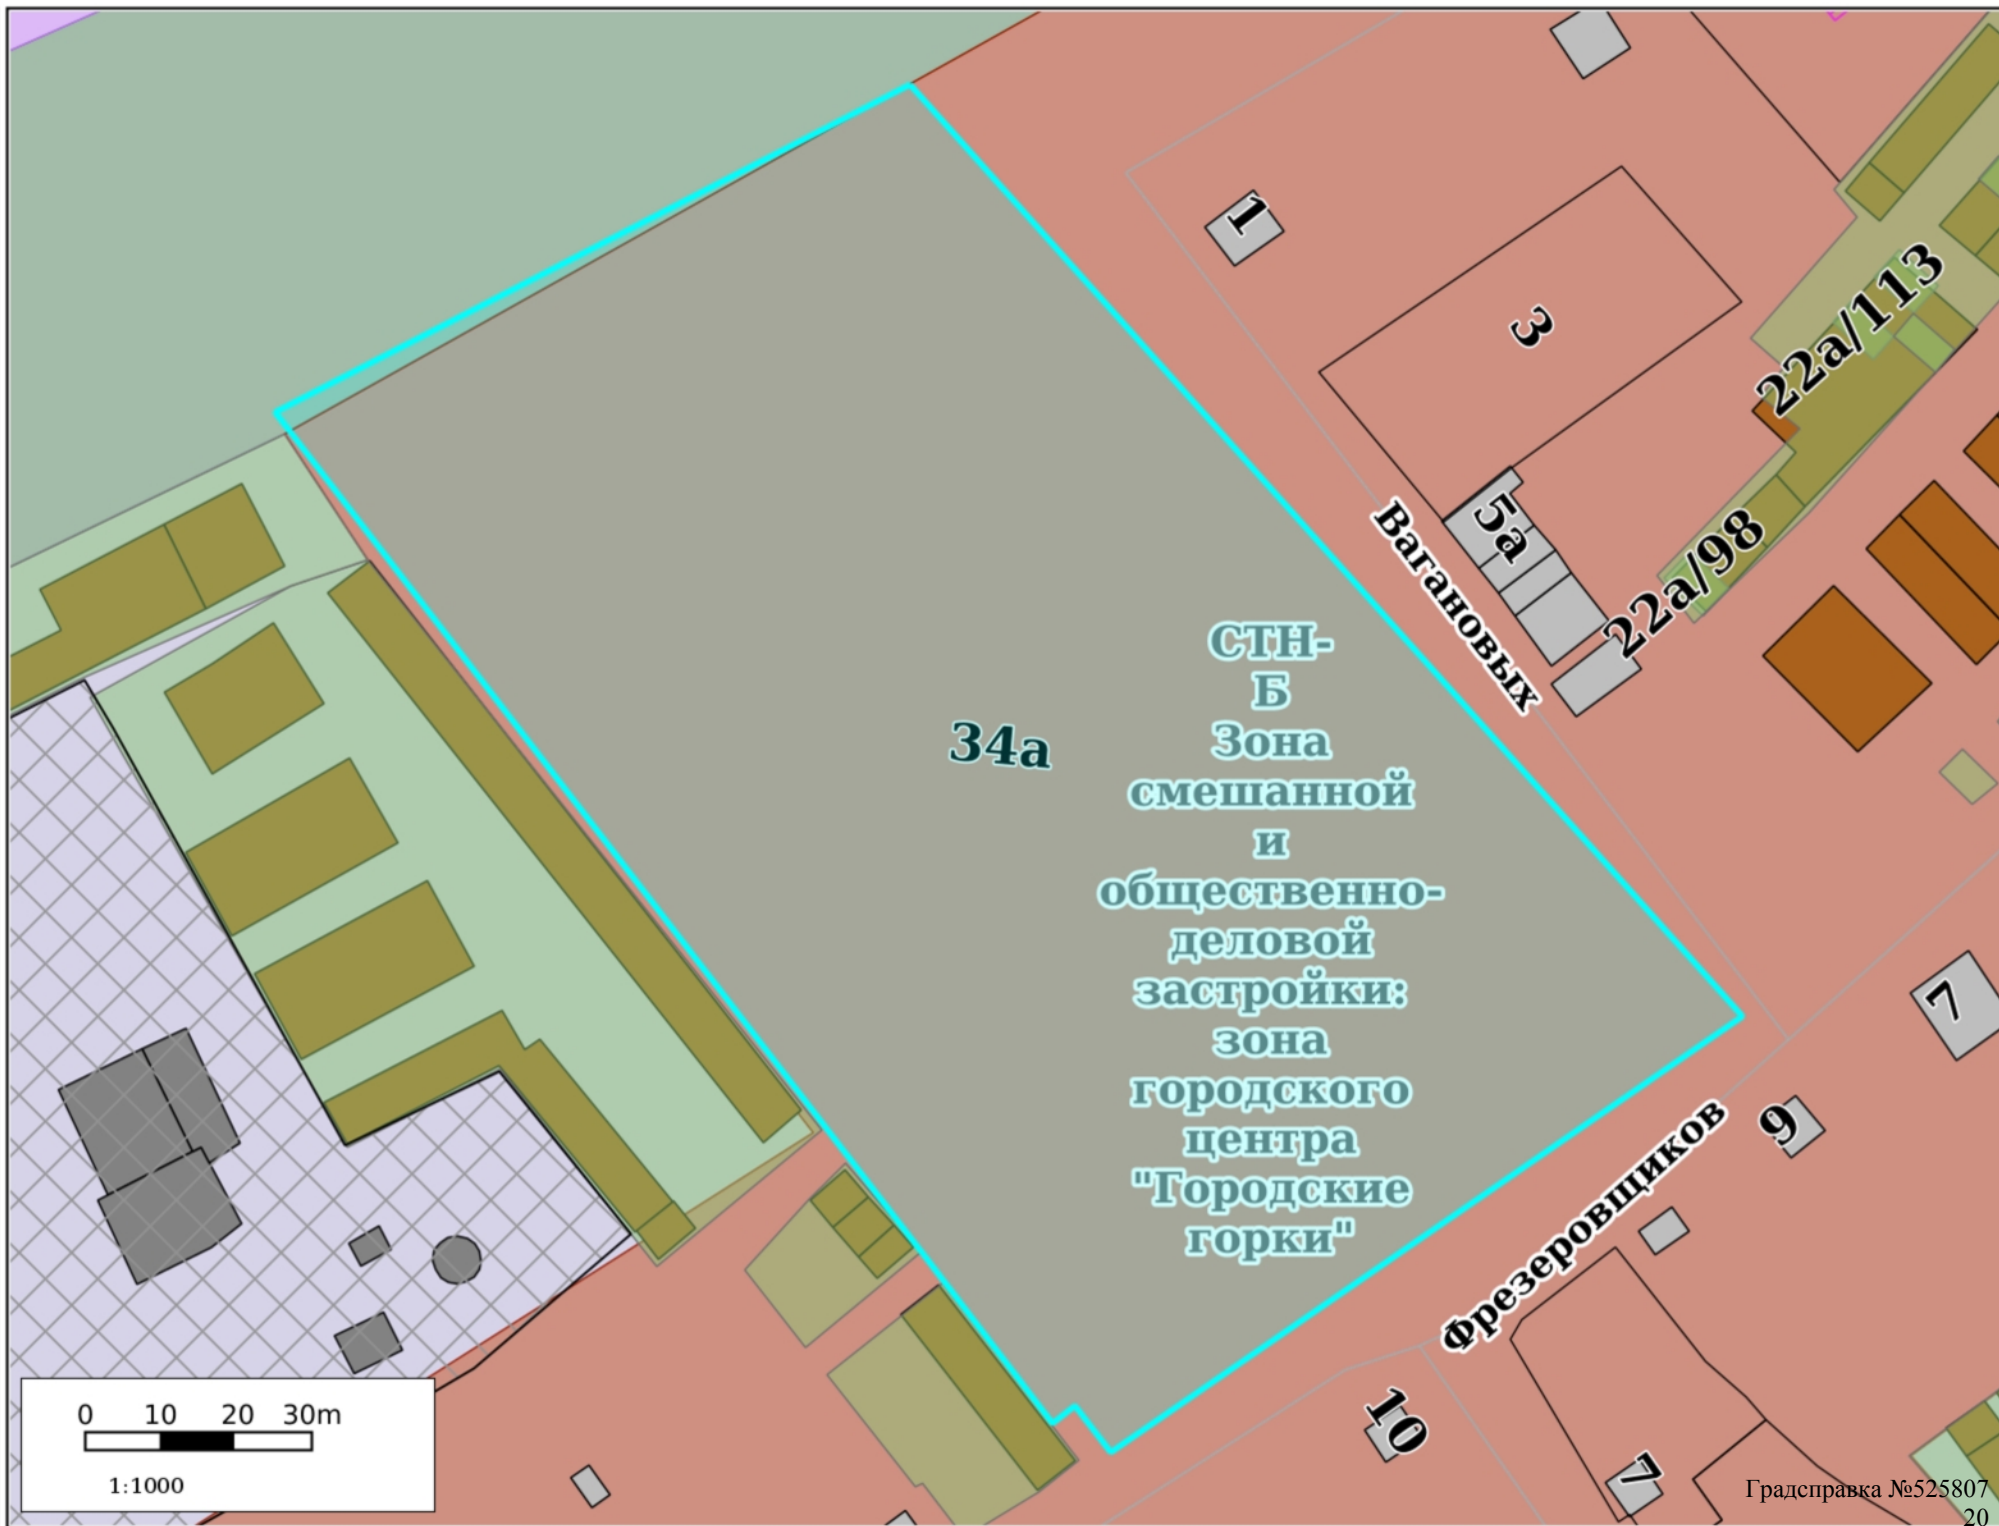 1
3
22а/113
5а
Вагановых
22а/98
34а
СТН-
Б
Зона
смешанной
и
общественно-
деловой
застройки:
зона
городского
центра
"Городские
горки"
7
9
Фрезеровщиков
10
7
0 10 20 30m
1:1000
Градсправка №525807
20